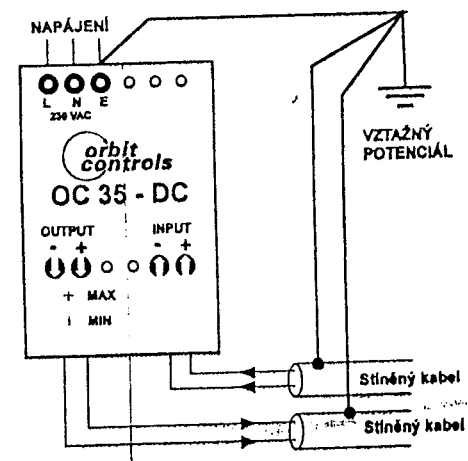 NAPÁJENÍ
L N E
230 VAC
orbit
controls
OC 35 - DC
OUTPUT INPUT
- + - +
+ MAX
MIN
VZTAŽNÝ
POTENCIÁL
Stíněný kabel
Stíněný kabel